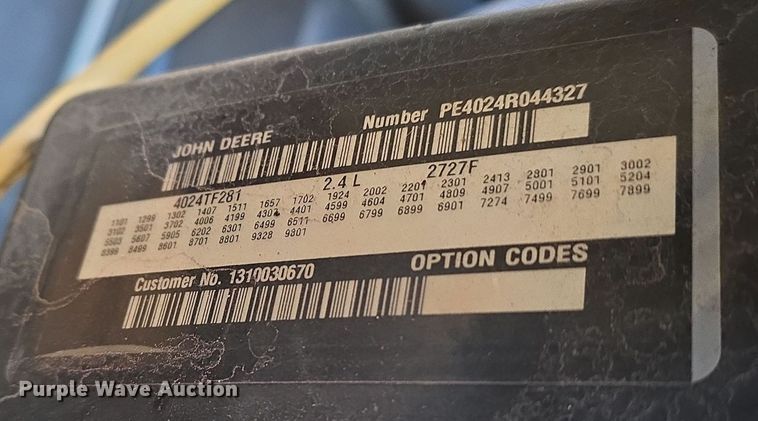 JOHN DEERE Number PE4024R044327
4024TF281 2.4 L 2727F
1101 1299 1302 1407 1511 1657 1702 1924 2002 2201 2301 2413 2801 2901 3002
3102 3501 3702 4006 4199 4307 4401 4599 4604 4701 4809 4907 5001 5101 5204
5503 5607 5905 6202 6301 6499 6511 6699 6799 6899 6901 7274 7499 7699 7899
8399 8499 8601 8701 8801 9328 9801
Customer No. 1310030670 OPTION CODES
Purple Wave Auction